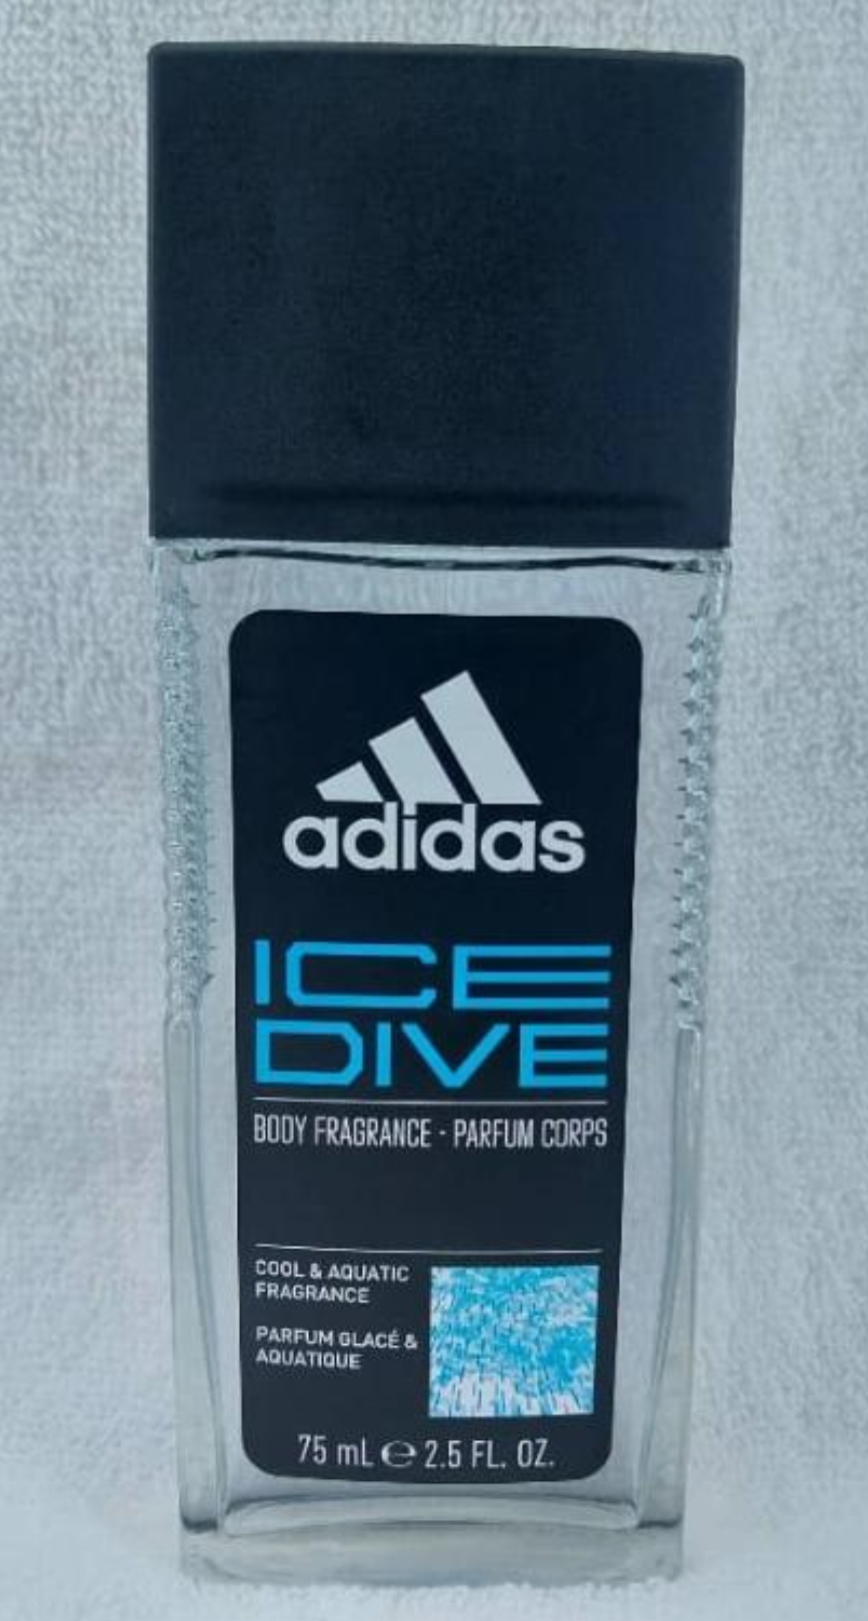 adidas
ICE
DIVE
BODY FRAGRANCE - PARFUM CORPS
COOL & AQUATIC
FRAGRANCE
PARFUM GLACÉ &
AQUATIQUE
75 mL ℮ 2.5 FL. OZ.